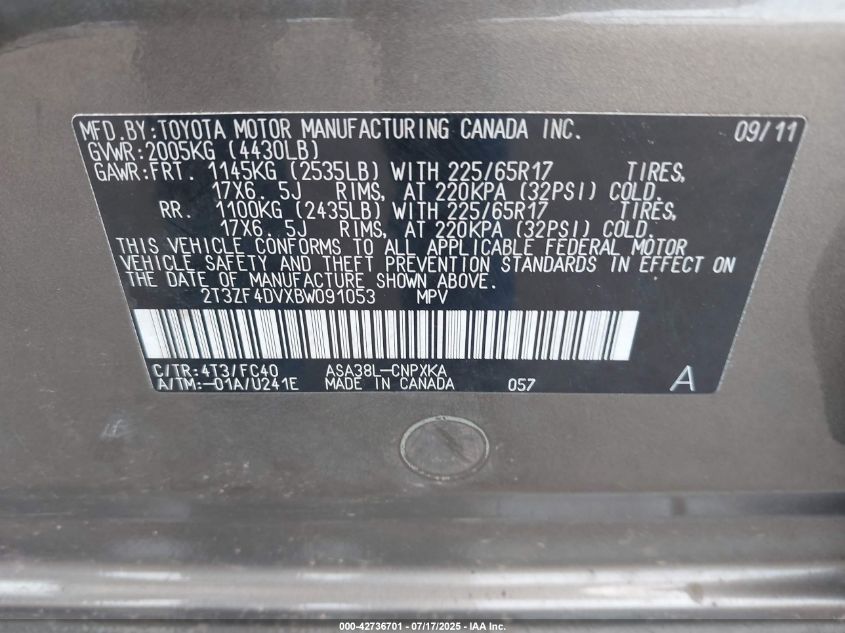 MFD.BY:TOYOTA MOTOR MANUFACTURING CANADA INC. 09/11
GVWR:2005KG (4430LB)
GAWR:FRT. 1145KG (2535LB) WITH 225/65R17 TIRES,
17X6. 5J RIMS, AT 220KPA (32PSI) COLD.
RR. 1100KG (2435LB) WITH 225/65R17 TIRES,
17X6. 5J RIMS, AT 220KPA (32PSI) COLD.
THIS VEHICLE CONFORMS TO ALL APPLICABLE FEDERAL MOTOR
VEHICLE SAFETY AND THEFT PREVENTION STANDARDS IN EFFECT ON
THE DATE OF MANUFACTURE SHOWN ABOVE.
2T3ZF4DVXBW091053 MPV
C/TR:4T3/FC40 ASA38L-CNPXKA
A/TM:-01A/U241E MADE IN CANADA 057 A
000-42736701 - 07/17/2025 - IAA Inc.